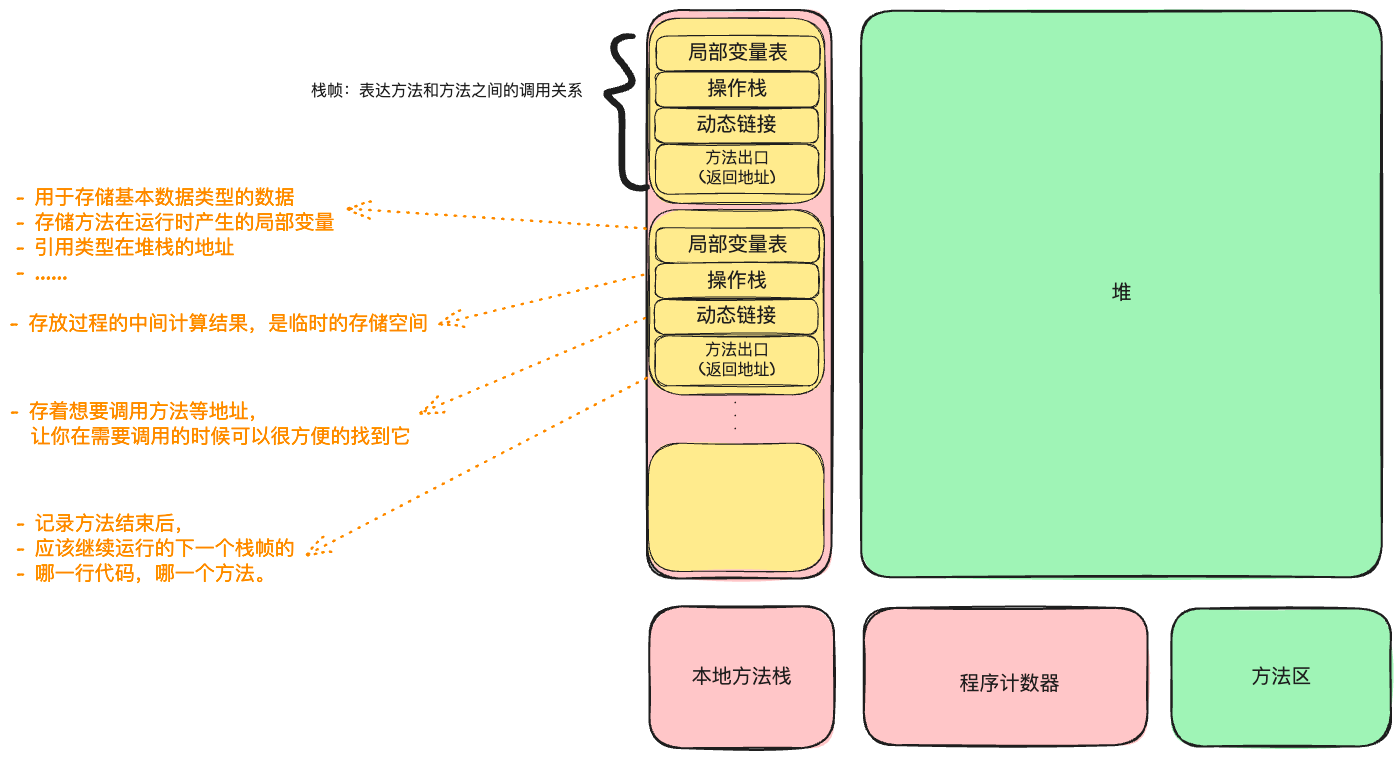 局部变量表
操作栈
动态链接
方法出口
(返回地址)
栈帧：表达方法和方法之间的调用关系
- 用于存储基本数据类型的数据
- 存储方法在运行时产生的局部变量
- 引用类型在堆栈的地址
- ……
- 存放过程的中间计算结果，是临时的存储空间
- 存着想要调用方法等地址，
让你在需要调用的时候可以很方便的找到它
- 记录方法结束后，
- 应该继续运行的下一个栈帧的
- 哪一行代码，哪一个方法。
局部变量表
操作栈
动态链接
方法出口
(返回地址)
堆
本地方法栈
程序计数器
方法区